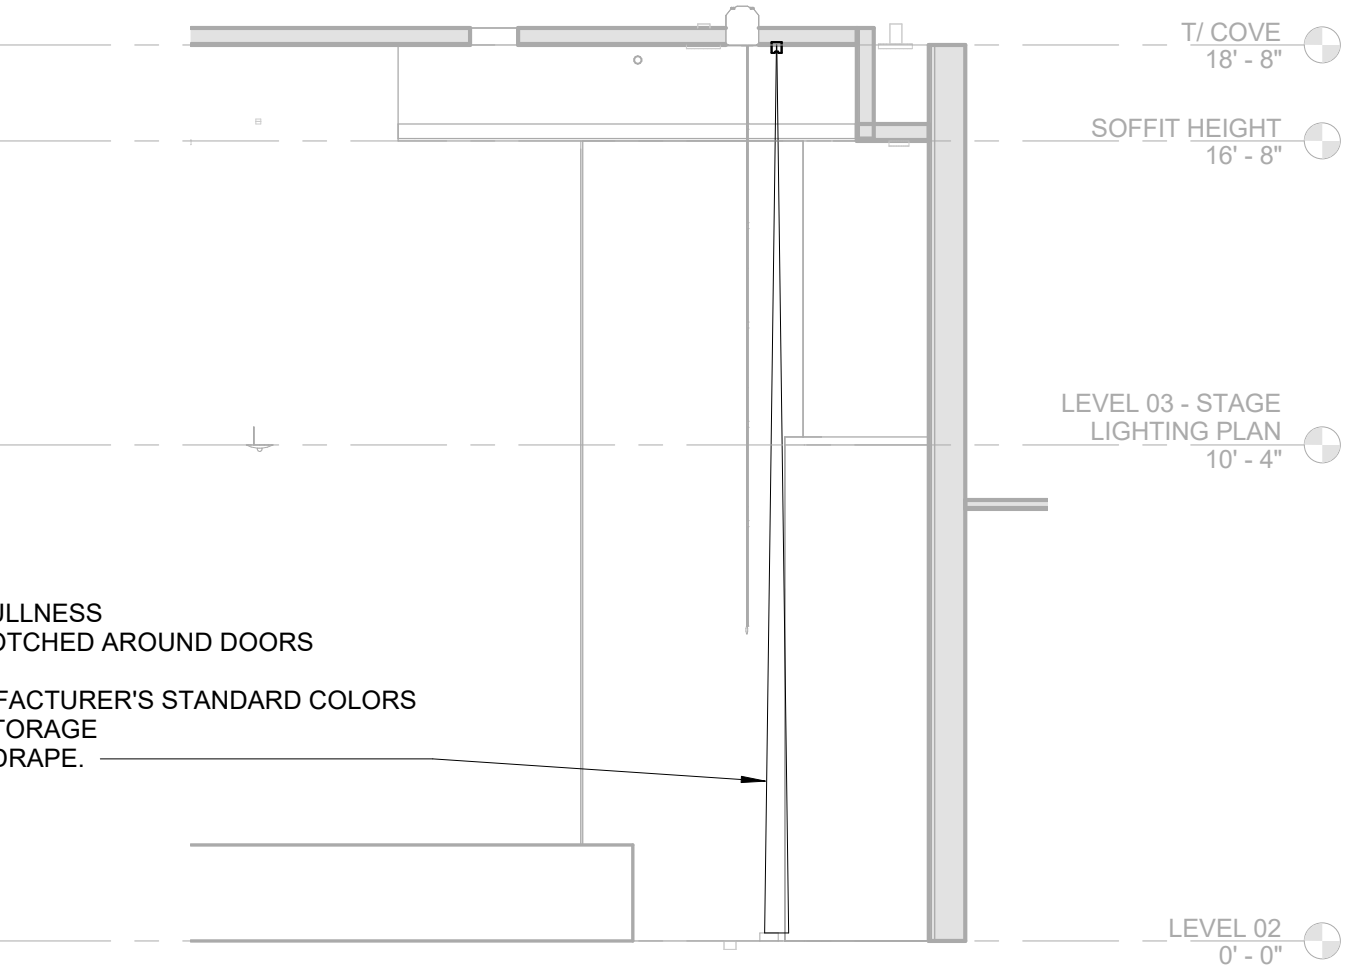 T/ COVE
18' - 8"
SOFFIT HEIGHT
16' - 8"
LEVEL 03 - STAGE
LIGHTING PLAN
10' - 4"
ULLNESS
OTCHED AROUND DOORS
FACTURER'S STANDARD COLORS
TORAGE
DRAPE.
LEVEL 02
0' - 0"